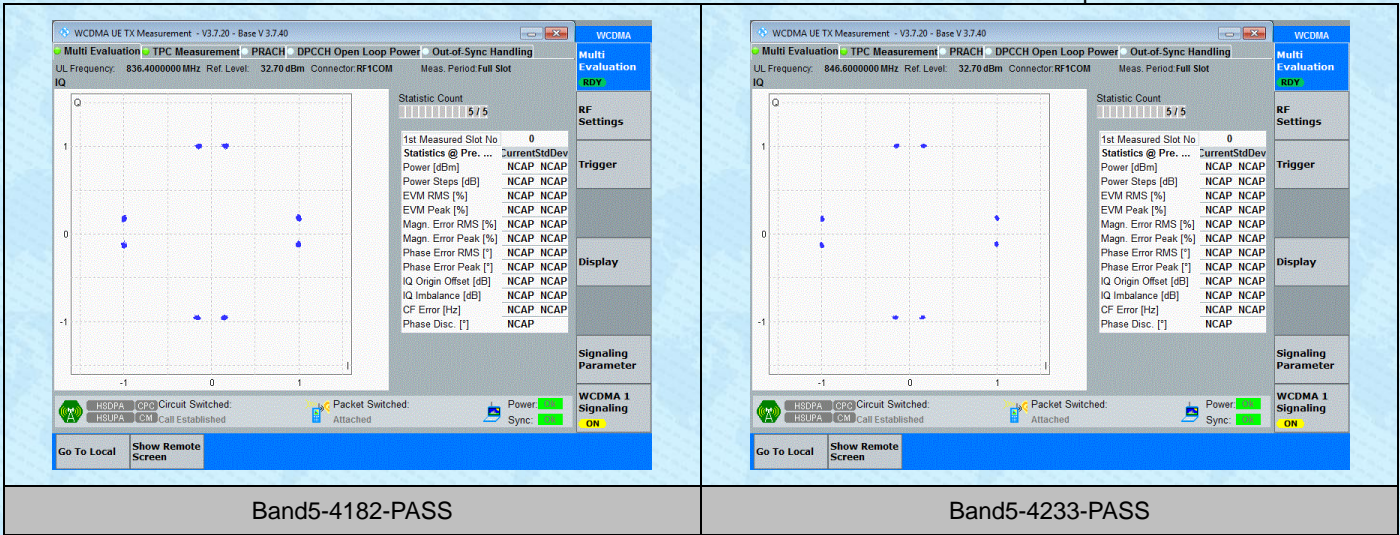 WCDMA UE TX Measurement - V3.7.20 - Base V 3.7.40
WCDMA
Multi Evaluation TPC Measurement PRACH DPCCH Open Loop Power Out-of-Sync Handling
Multi Evaluation
RDY
UL Frequency: 836.4000000 MHz Ref. Level: 32.70 dBm Connector: RF1COM Meas. Period: Full Slot
IQ
Q
1
0
-1
-1 0 1
I
Statistic Count
5 / 5
1st Measured Slot No 0
Statistics @ Pre. ... Current StdDev
Power [dBm] NCAP NCAP
Power Steps [dB] NCAP NCAP
EVM RMS [%] NCAP NCAP
EVM Peak [%] NCAP NCAP
Magn. Error RMS [%] NCAP NCAP
Magn. Error Peak [%] NCAP NCAP
Phase Error RMS [°] NCAP NCAP
Phase Error Peak [°] NCAP NCAP
IQ Origin Offset [dB] NCAP NCAP
IQ Imbalance [dB] NCAP NCAP
CF Error [Hz] NCAP NCAP
Phase Disc. [°] NCAP
RF
Settings
Trigger
Display
Signaling
Parameter
WCDMA 1
Signaling
ON
HSDPA CPC Circuit Switched: Packet Switched: Power: OK
HSUPA CM Call Established Attached Sync: OK
Go To Local
Show Remote
Screen
Band5-4182-PASS
WCDMA UE TX Measurement - V3.7.20 - Base V 3.7.40
WCDMA
Multi Evaluation TPC Measurement PRACH DPCCH Open Loop Power Out-of-Sync Handling
Multi Evaluation
RDY
UL Frequency: 846.6000000 MHz Ref. Level: 32.70 dBm Connector: RF1COM Meas. Period: Full Slot
IQ
Q
1
0
-1
-1 0 1
I
Statistic Count
5 / 5
1st Measured Slot No 0
Statistics @ Pre. ... Current StdDev
Power [dBm] NCAP NCAP
Power Steps [dB] NCAP NCAP
EVM RMS [%] NCAP NCAP
EVM Peak [%] NCAP NCAP
Magn. Error RMS [%] NCAP NCAP
Magn. Error Peak [%] NCAP NCAP
Phase Error RMS [°] NCAP NCAP
Phase Error Peak [°] NCAP NCAP
IQ Origin Offset [dB] NCAP NCAP
IQ Imbalance [dB] NCAP NCAP
CF Error [Hz] NCAP NCAP
Phase Disc. [°] NCAP
RF
Settings
Trigger
Display
Signaling
Parameter
WCDMA 1
Signaling
ON
HSDPA CPC Circuit Switched: Packet Switched: Power: OK
HSUPA CM Call Established Attached Sync: OK
Go To Local
Show Remote
Screen
Band5-4233-PASS